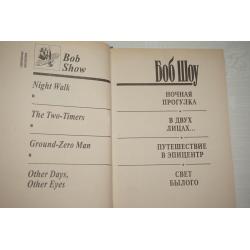 Bob
Show
Night Walk
The Two-Timers
Ground-Zero Man
Other Days,
Other Eyes
Боб Шоу
НОЧНАЯ
ПРОГУЛКА
В ДВУХ
ЛИЦАХ...
ПУТЕШЕСТВИЕ
В ЭПИЦЕНТР
СВЕТ
БЫЛОГО